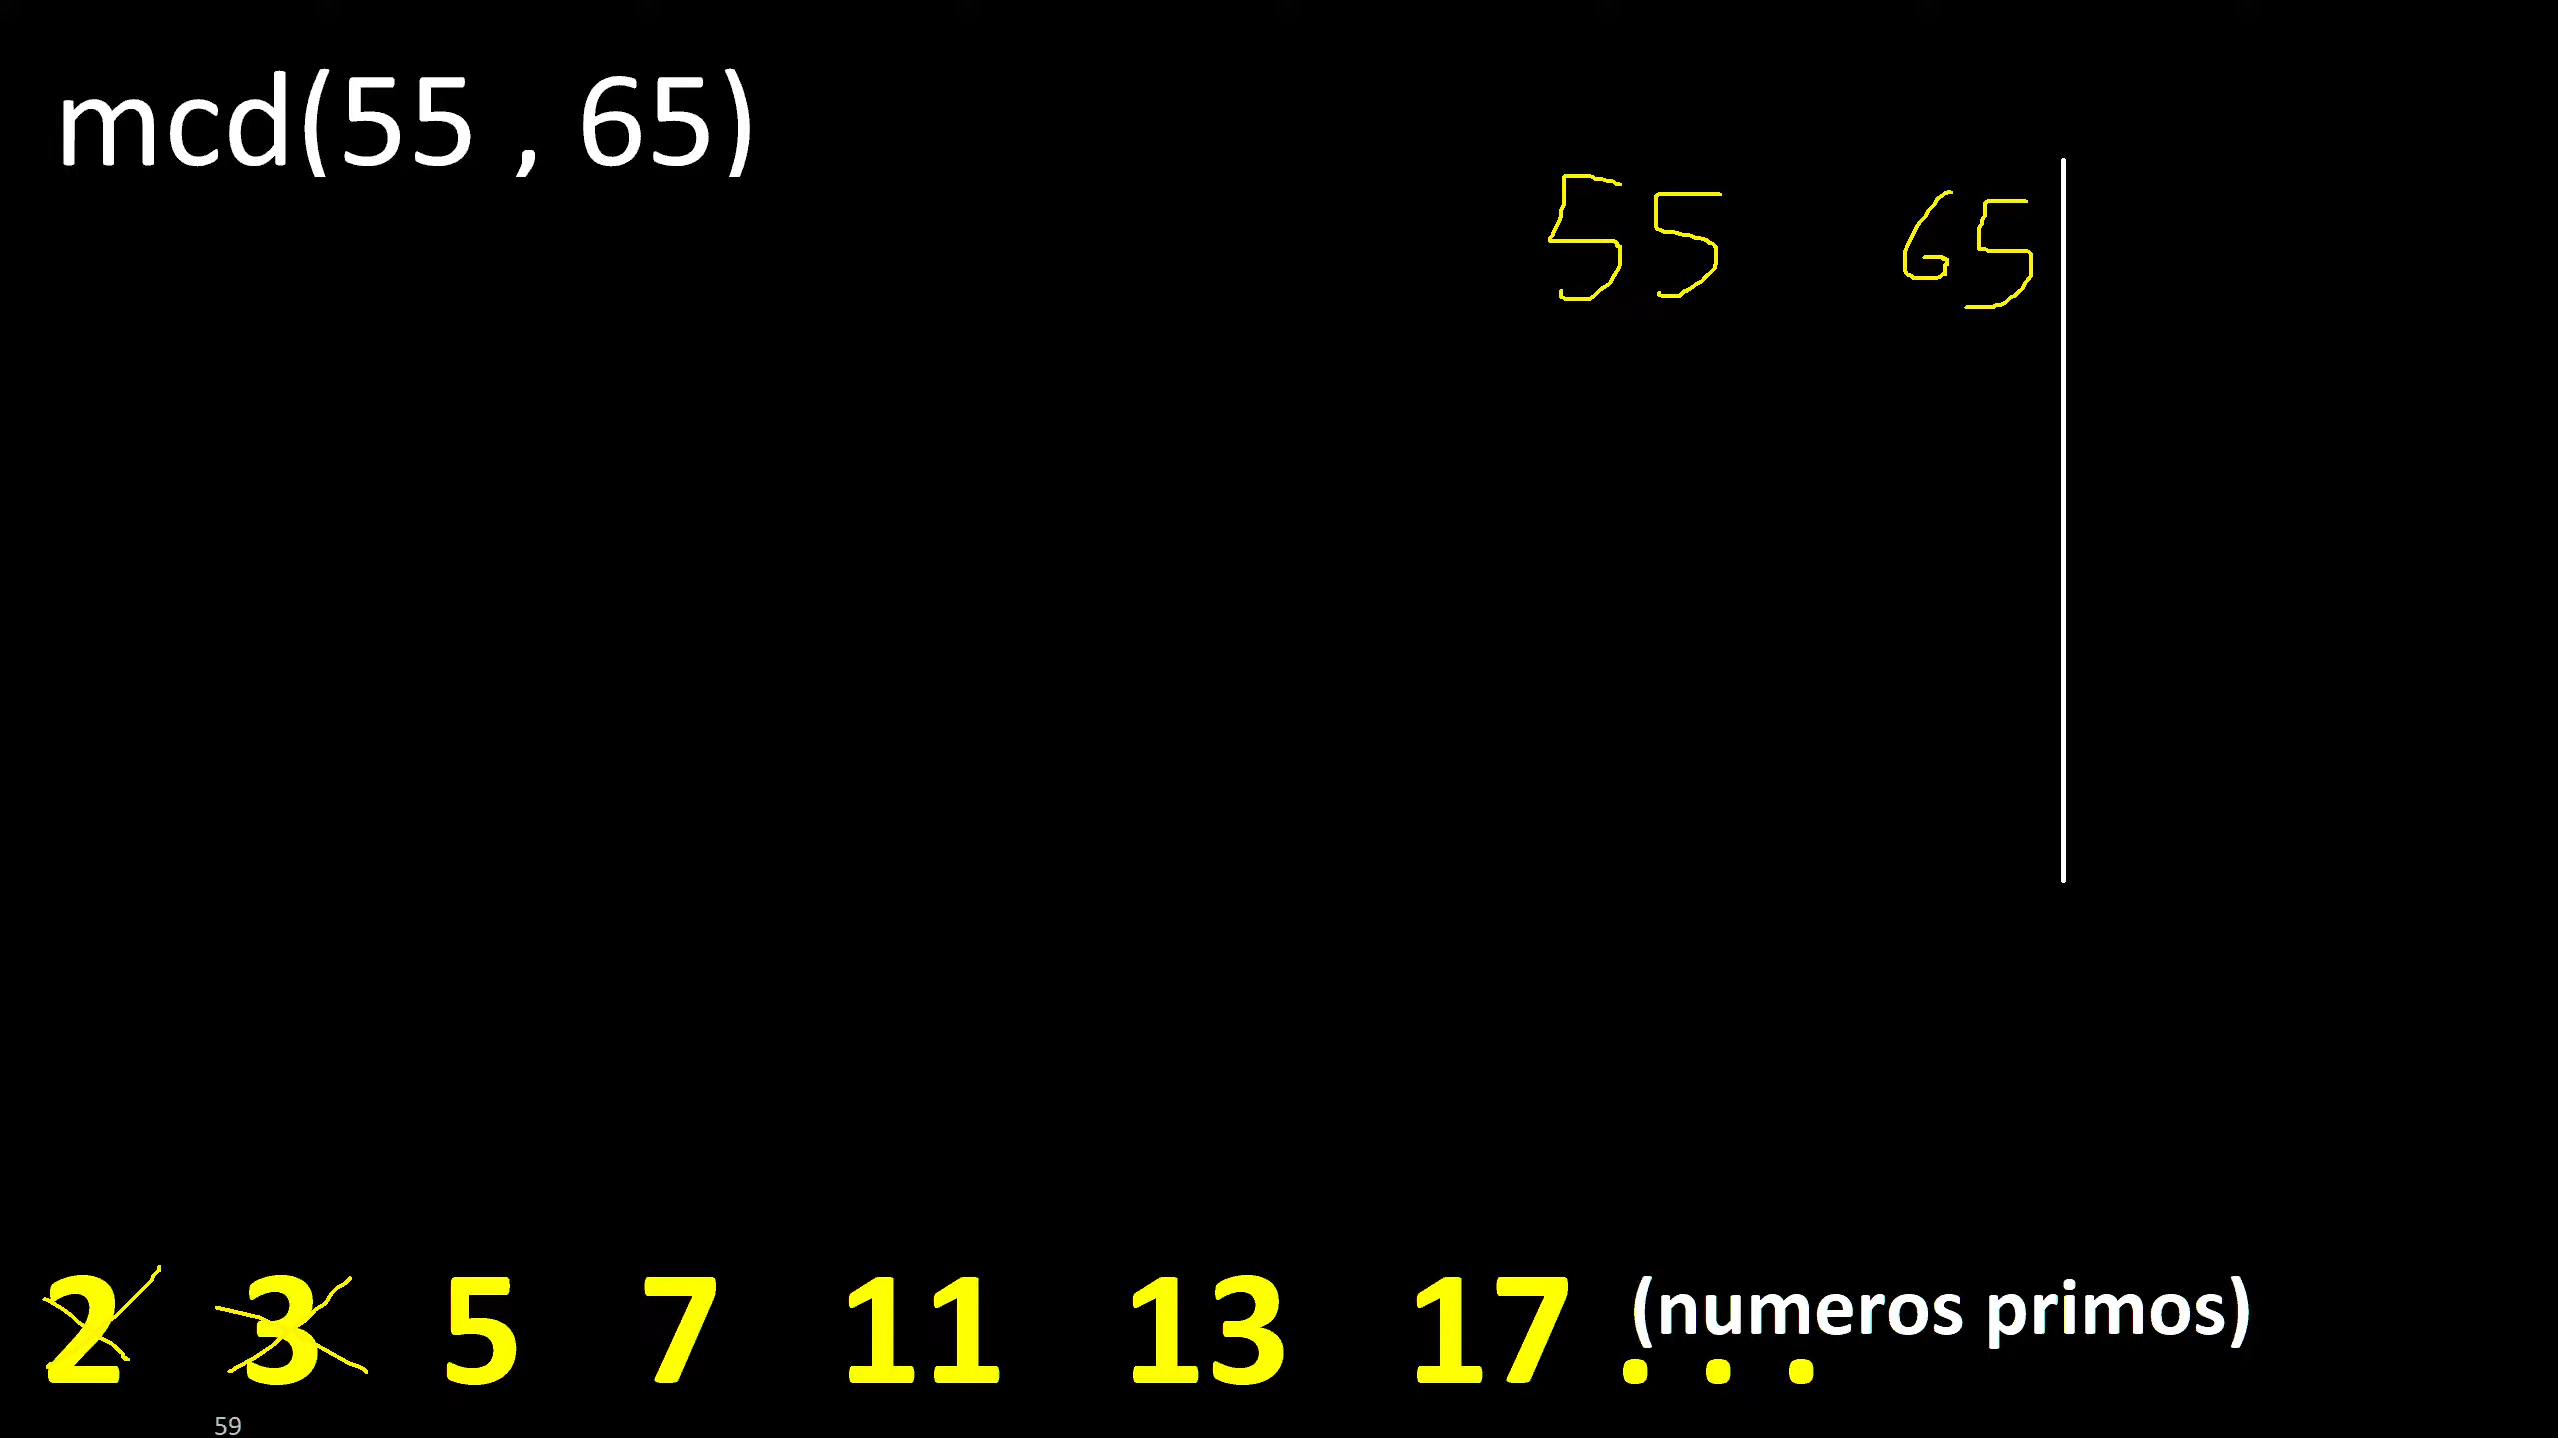 mcd(55 , 65)
55 65
2 3 5 7 11 13 17 . . . (numeros primos)
59